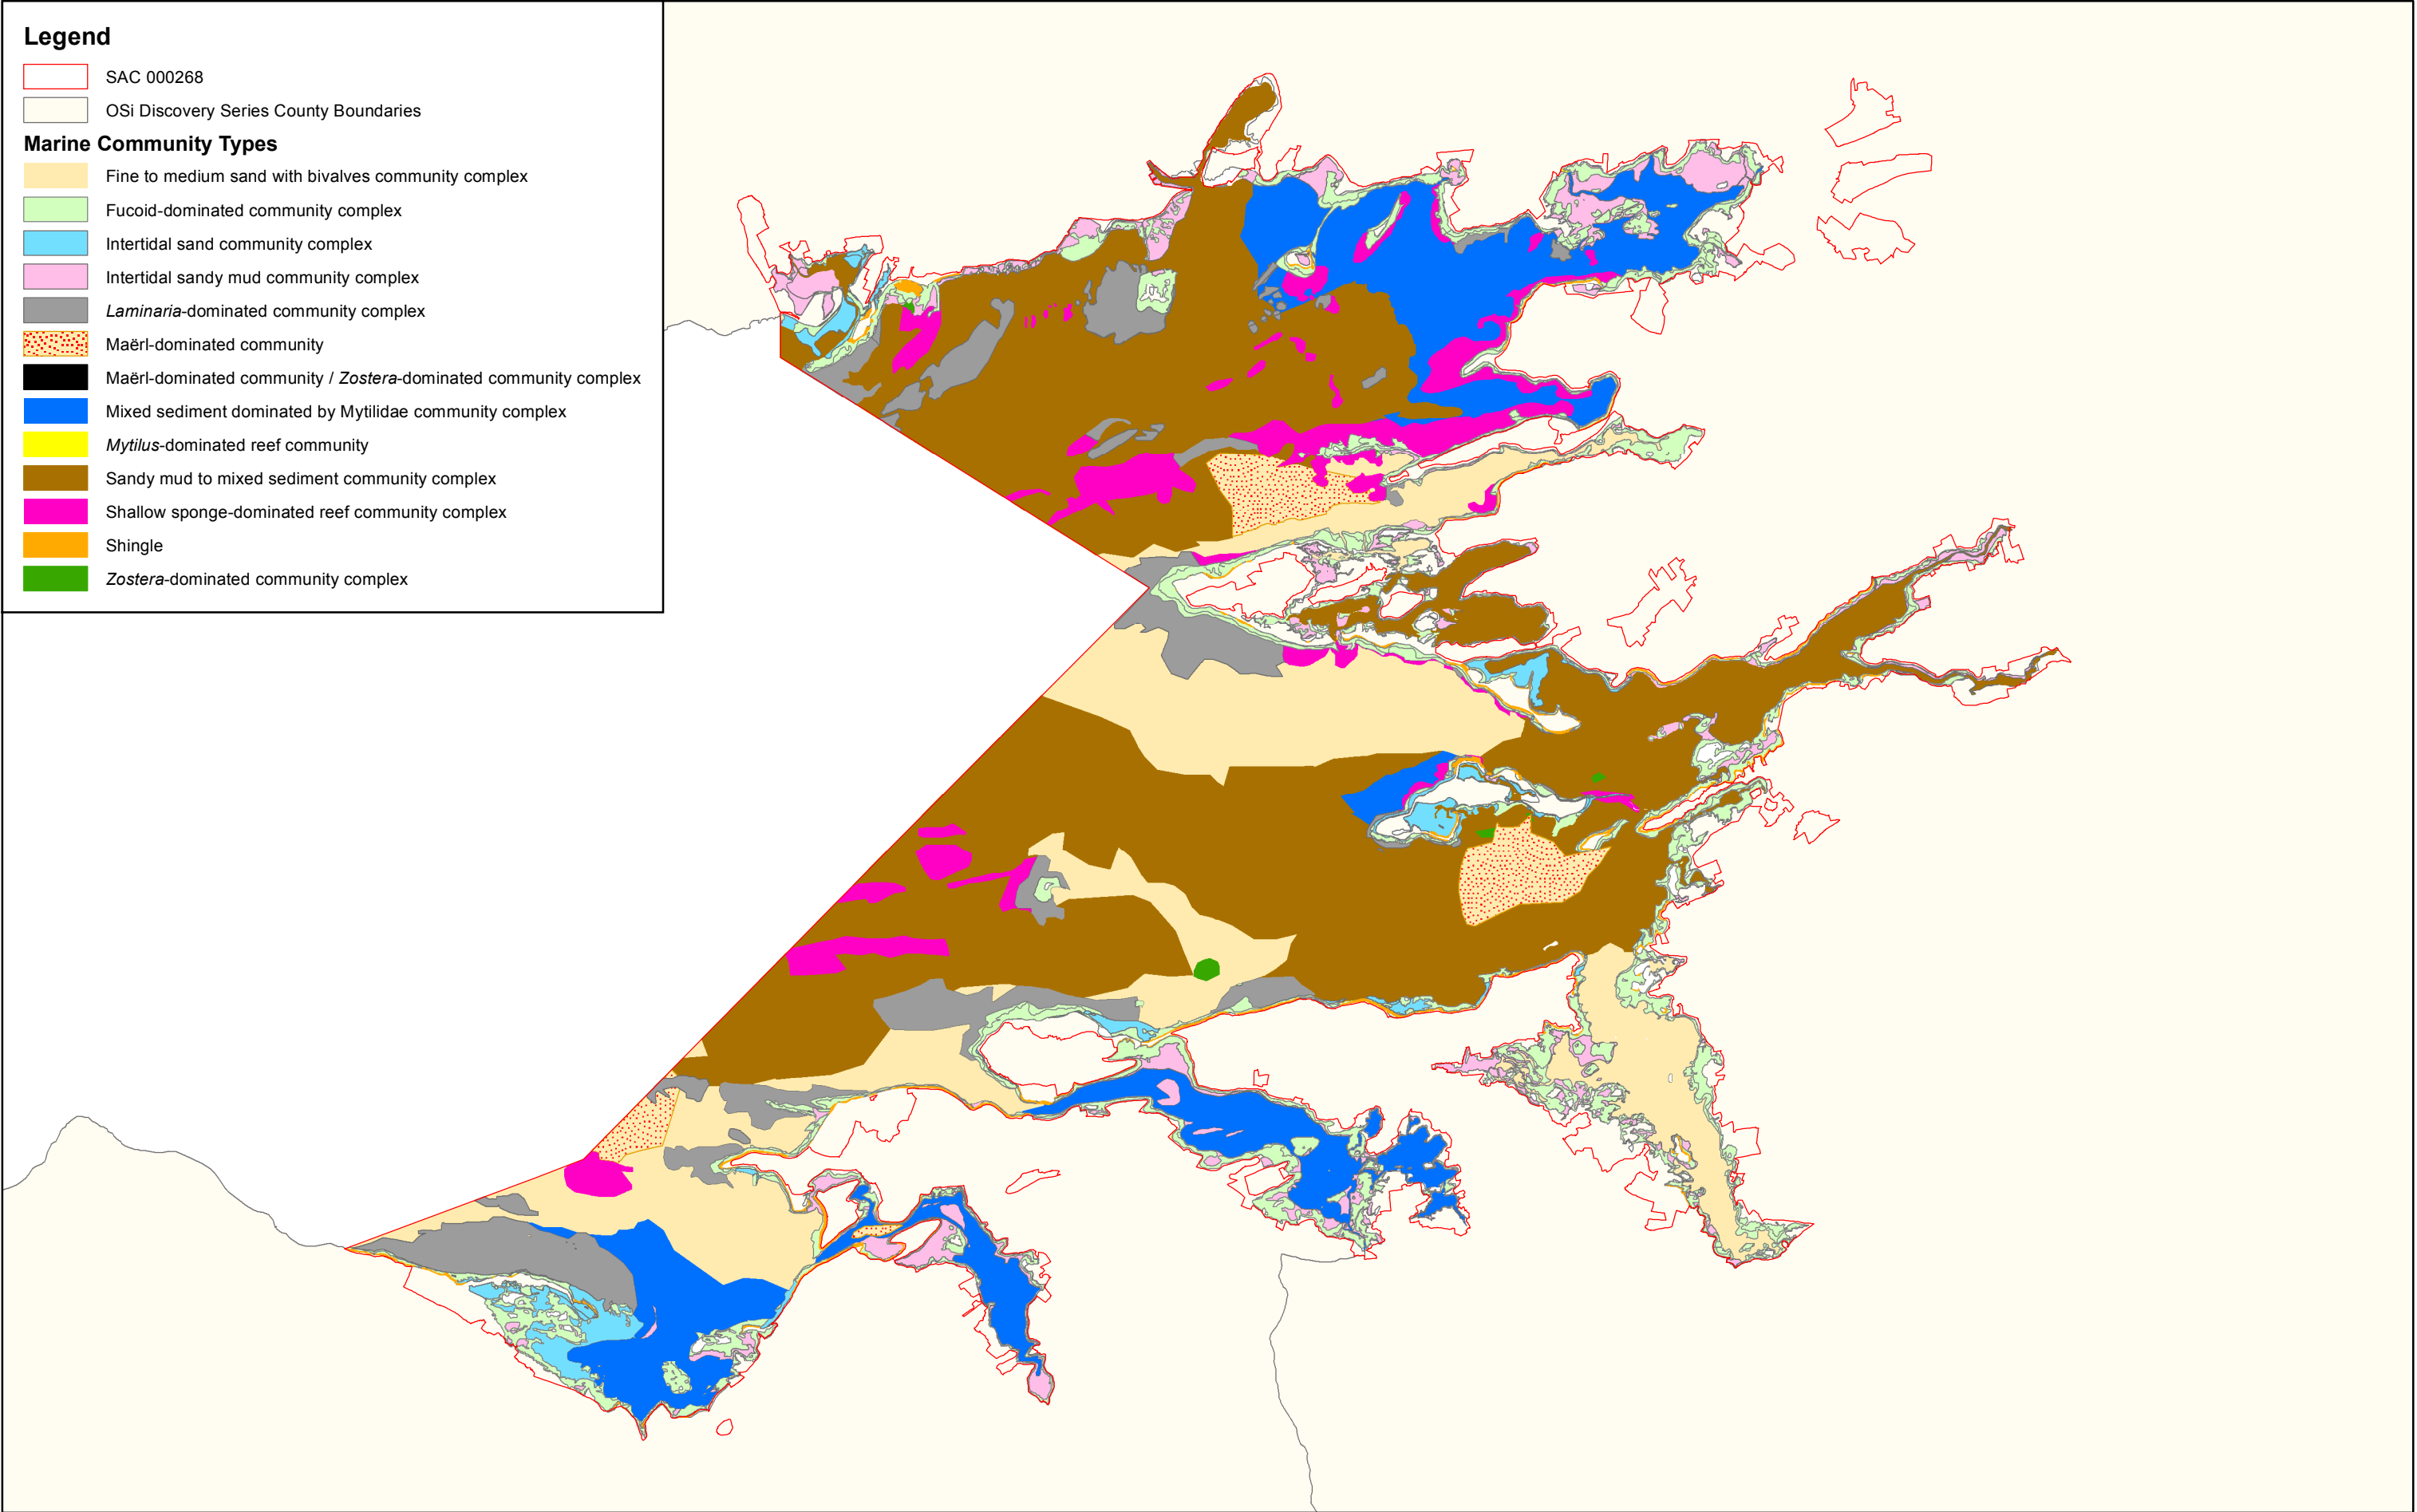 Legend
SAC 000268
OSi Discovery Series County Boundaries
Marine Community Types
Fine to medium sand with bivalves community complex
Fucoid-dominated community complex
Intertidal sand community complex
Intertidal sandy mud community complex
Laminaria-dominated community complex
Maërl-dominated community
Maërl-dominated community / Zostera-dominated community complex
Mixed sediment dominated by Mytilidae community complex
Mytilus-dominated reef community
Sandy mud to mixed sediment community complex
Shallow sponge-dominated reef community complex
Shingle
Zostera-dominated community complex